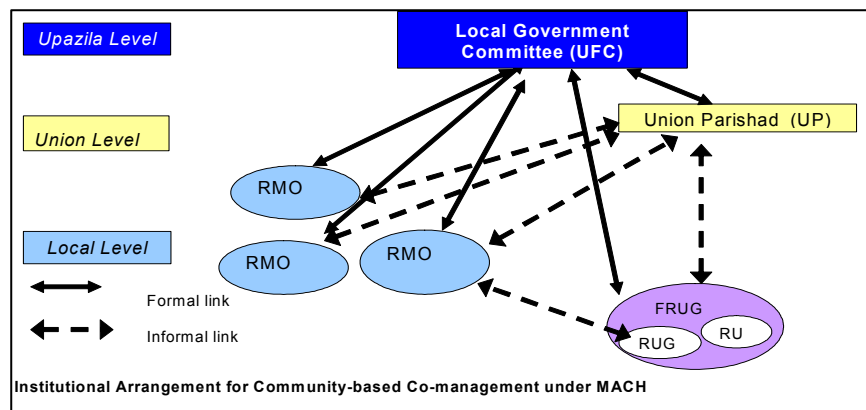 Upazila Level
Local Government
Committee (UFC)
Union Level
Union Parishad (UP)
RMO
Local Level
RMO
RMO
Formal link
Informal link
FRUG
RUG
RU
Institutional Arrangement for Community-based Co-management under MACH